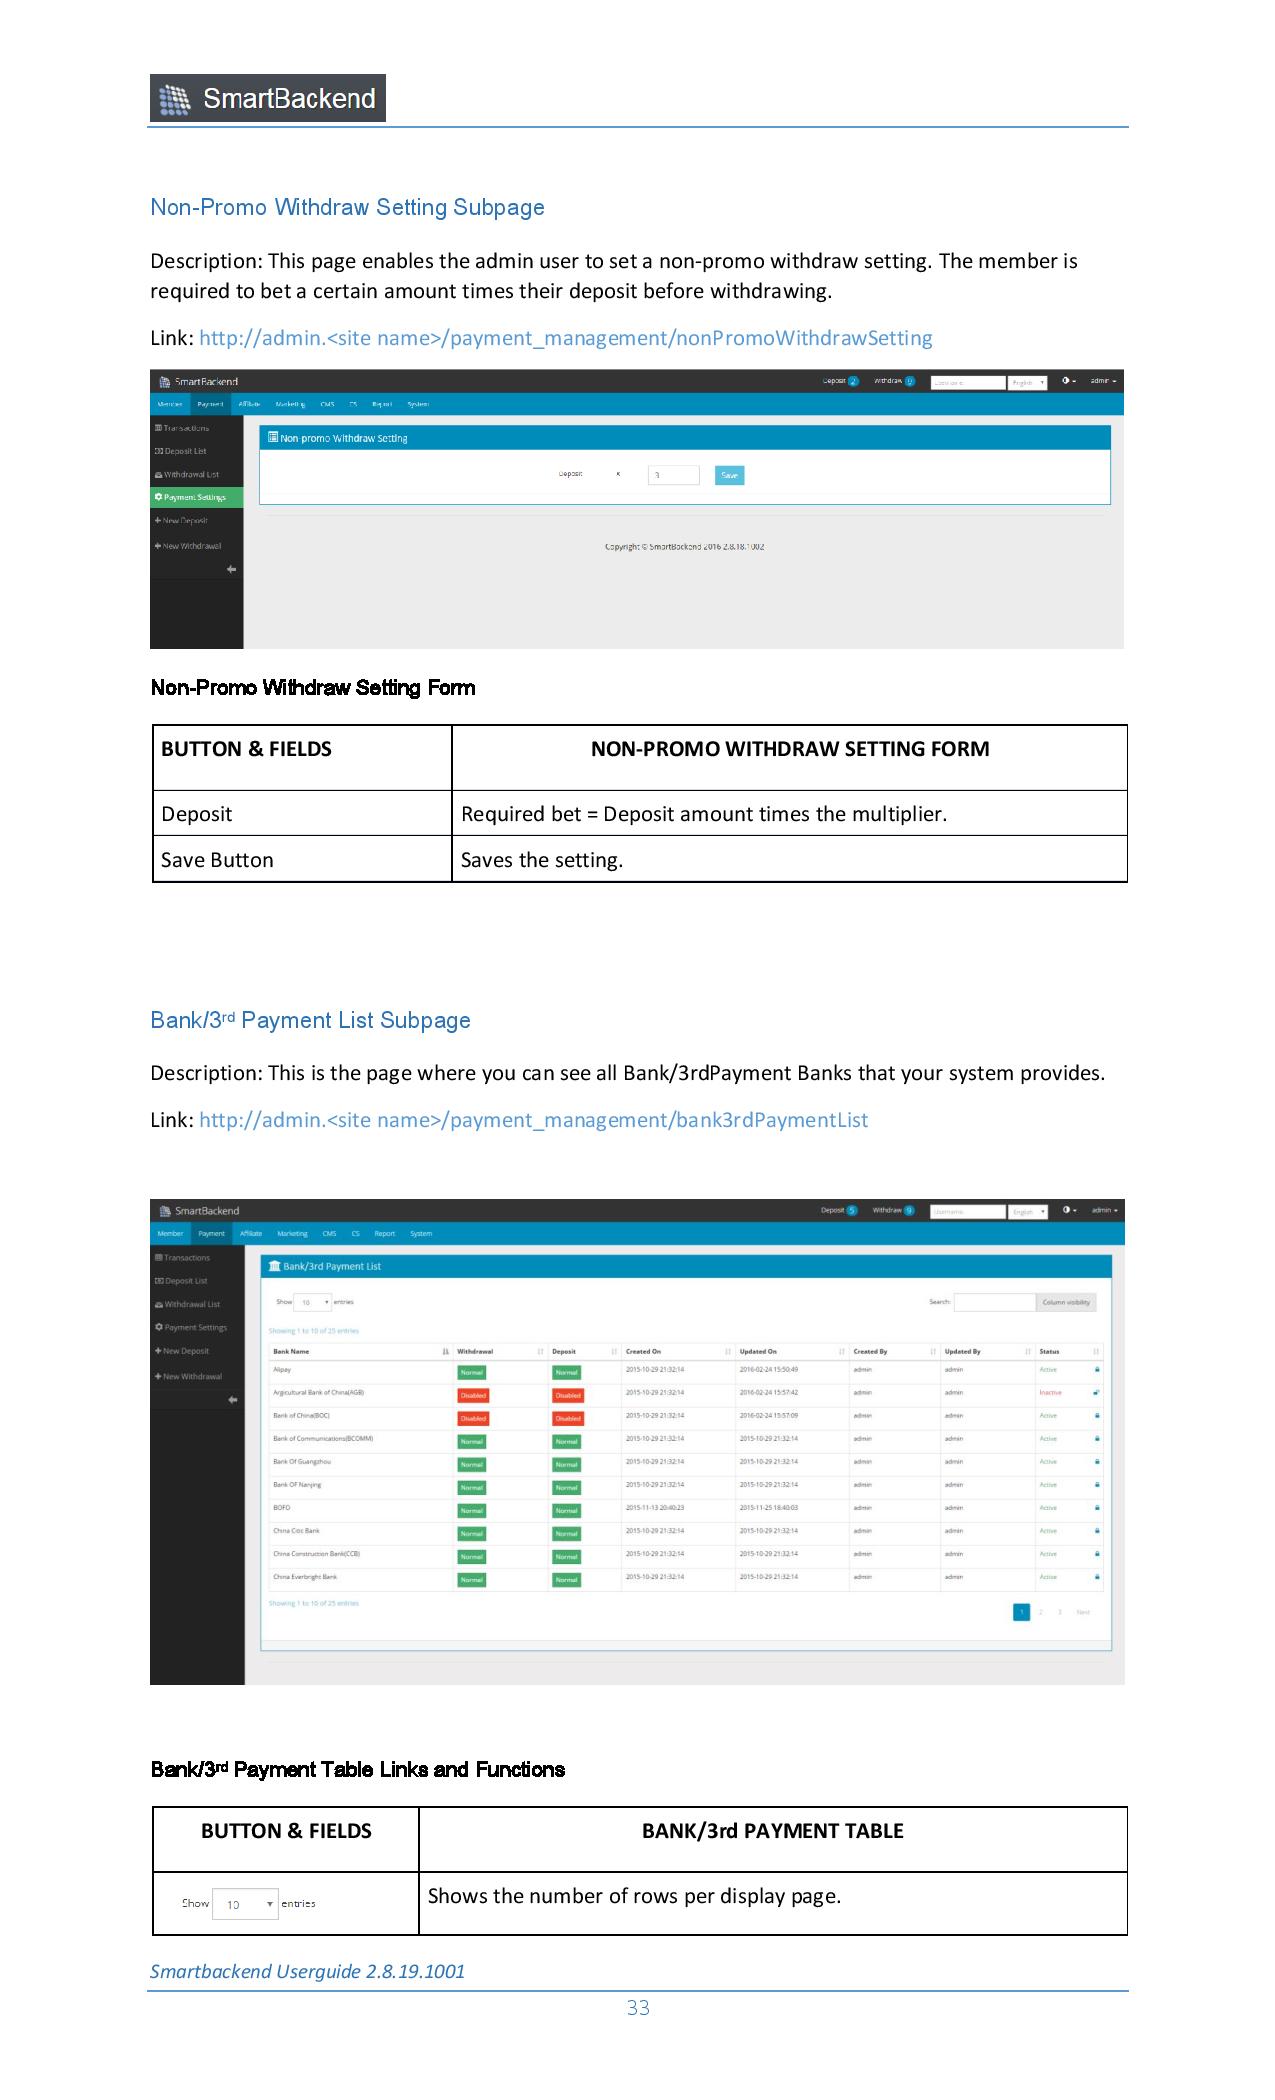 SmartBackend
Non-Promo Withdraw Setting Subpage
Description: This page enables the admin user to set a non-promo withdraw setting. The member is
required to bet a certain amount times their deposit before withdrawing.
Link: http://admin.<site name>/payment_management/nonPromoWithdrawSetting
SmartBackend Deposit 2 Withdraw 9 Username English admin
Member Payment Affiliate Marketing CMS CS Report System
Transactions
Deposit List
Withdrawal List
Payment Settings
New Deposit
New Withdrawal
Non-promo Withdraw Setting
Deposit x 3 Save
Copyright © SmartBackend 2016 2.8.18.1002
Non-Promo Withdraw Setting Form
BUTTON & FIELDS NON-PROMO WITHDRAW SETTING FORM
Deposit Required bet = Deposit amount times the multiplier.
Save Button Saves the setting.
Bank/3rd Payment List Subpage
Description: This is the page where you can see all Bank/3rdPayment Banks that your system provides.
Link: http://admin.<site name>/payment_management/bank3rdPaymentList
SmartBackend Deposit 5 Withdraw 9 Username English admin
Member Payment Affiliate Marketing CMS CS Report System
Transactions
Deposit List
Withdrawal List
Payment Settings
New Deposit
New Withdrawal
Bank/3rd Payment List
Show 10 entries Search: Column visibility
Showing 1 to 10 of 25 entries
Bank Name Withdrawal Deposit Created On Updated On Created By Updated By Status
Alipay Normal Normal 2015-10-29 21:32:14 2016-02-24 15:50:49 admin admin Active
Argicultural Bank of China(AGB) Disabled Disabled 2015-10-29 21:32:14 2016-02-24 15:57:42 admin admin Inactive
Bank of China(BOC) Disabled Disabled 2015-10-29 21:32:14 2016-02-24 15:57:09 admin admin Active
Bank of Communications(BCOMM) Normal Normal 2015-10-29 21:32:14 2015-10-29 21:32:14 admin admin Active
Bank Of Guangzhou Normal Normal 2015-10-29 21:32:14 2015-10-29 21:32:14 admin admin Active
Bank OF Nanjing Normal Normal 2015-10-29 21:32:14 2015-10-29 21:32:14 admin admin Active
BOFO Normal Normal 2015-11-13 20:40:23 2015-11-25 18:40:03 admin admin Active
China Citic Bank Normal Normal 2015-10-29 21:32:14 2015-10-29 21:32:14 admin admin Active
China Construction Bank(CCB) Normal Normal 2015-10-29 21:32:14 2015-10-29 21:32:14 admin admin Active
China Everbright Bank Normal Normal 2015-10-29 21:32:14 2015-10-29 21:32:14 admin admin Active
Showing 1 to 10 of 25 entries
1 2 3 Next
Bank/3rd Payment Table Links and Functions
BUTTON & FIELDS BANK/3rd PAYMENT TABLE
Show 10 entries Shows the number of rows per display page.
Smartbackend Userguide 2.8.19.1001
33